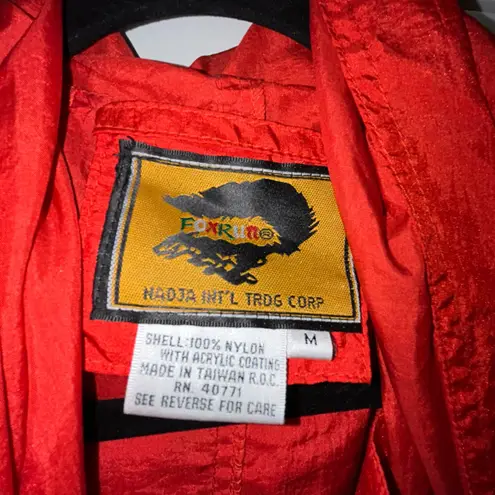 FoxRun®
NADJA INT'L TRDG CORP
M
SHELL:100% NYLON
WITH ACRYLIC COATING
MADE IN TAIWAN R.O.C.
RN. 40771
SEE REVERSE FOR CARE